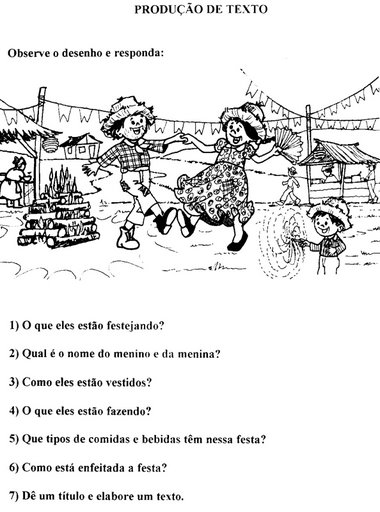 PRODUÇÃO DE TEXTO
Observe o desenho e responda:
1) O que eles estão festejando?
2) Qual é o nome do menino e da menina?
3) Como eles estão vestidos?
4) O que eles estão fazendo?
5) Que tipos de comidas e bebidas têm nessa festa?
6) Como está enfeitada a festa?
7) Dê um título e elabore um texto.